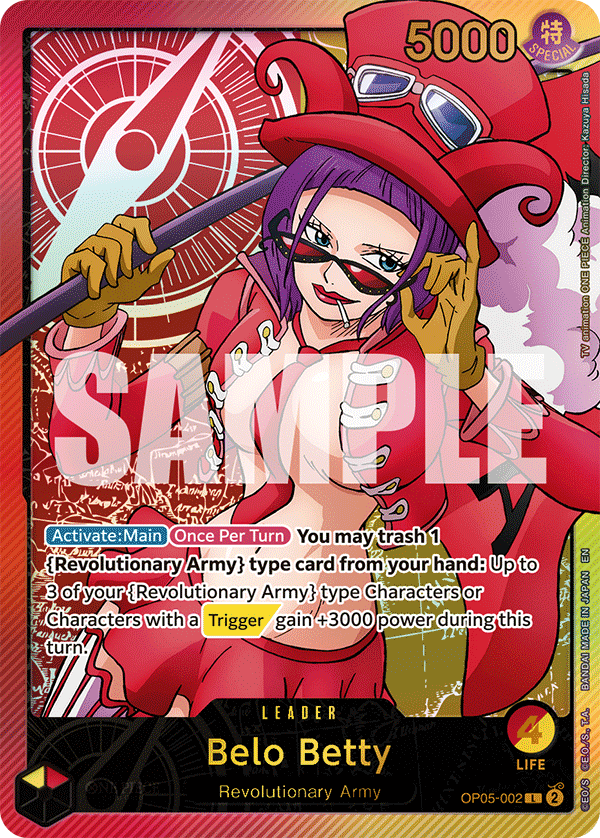 5000
特
SPECIAL
TV animation ONE PIECE Animation Director: Kazuya Hisada
SAMPLE
Activate:Main Once Per Turn You may trash 1
{Revolutionary Army} type card from your hand: Up to
3 of your {Revolutionary Army} type Characters or
Characters with a Trigger gain +3000 power during this
turn.
©E.O/S. ©E.O./S., T.A. BANDAI MADE IN JAPAN EN
LEADER
4
Belo Betty
LIFE
Revolutionary Army
ONE PIECE
OP05-002 L 2